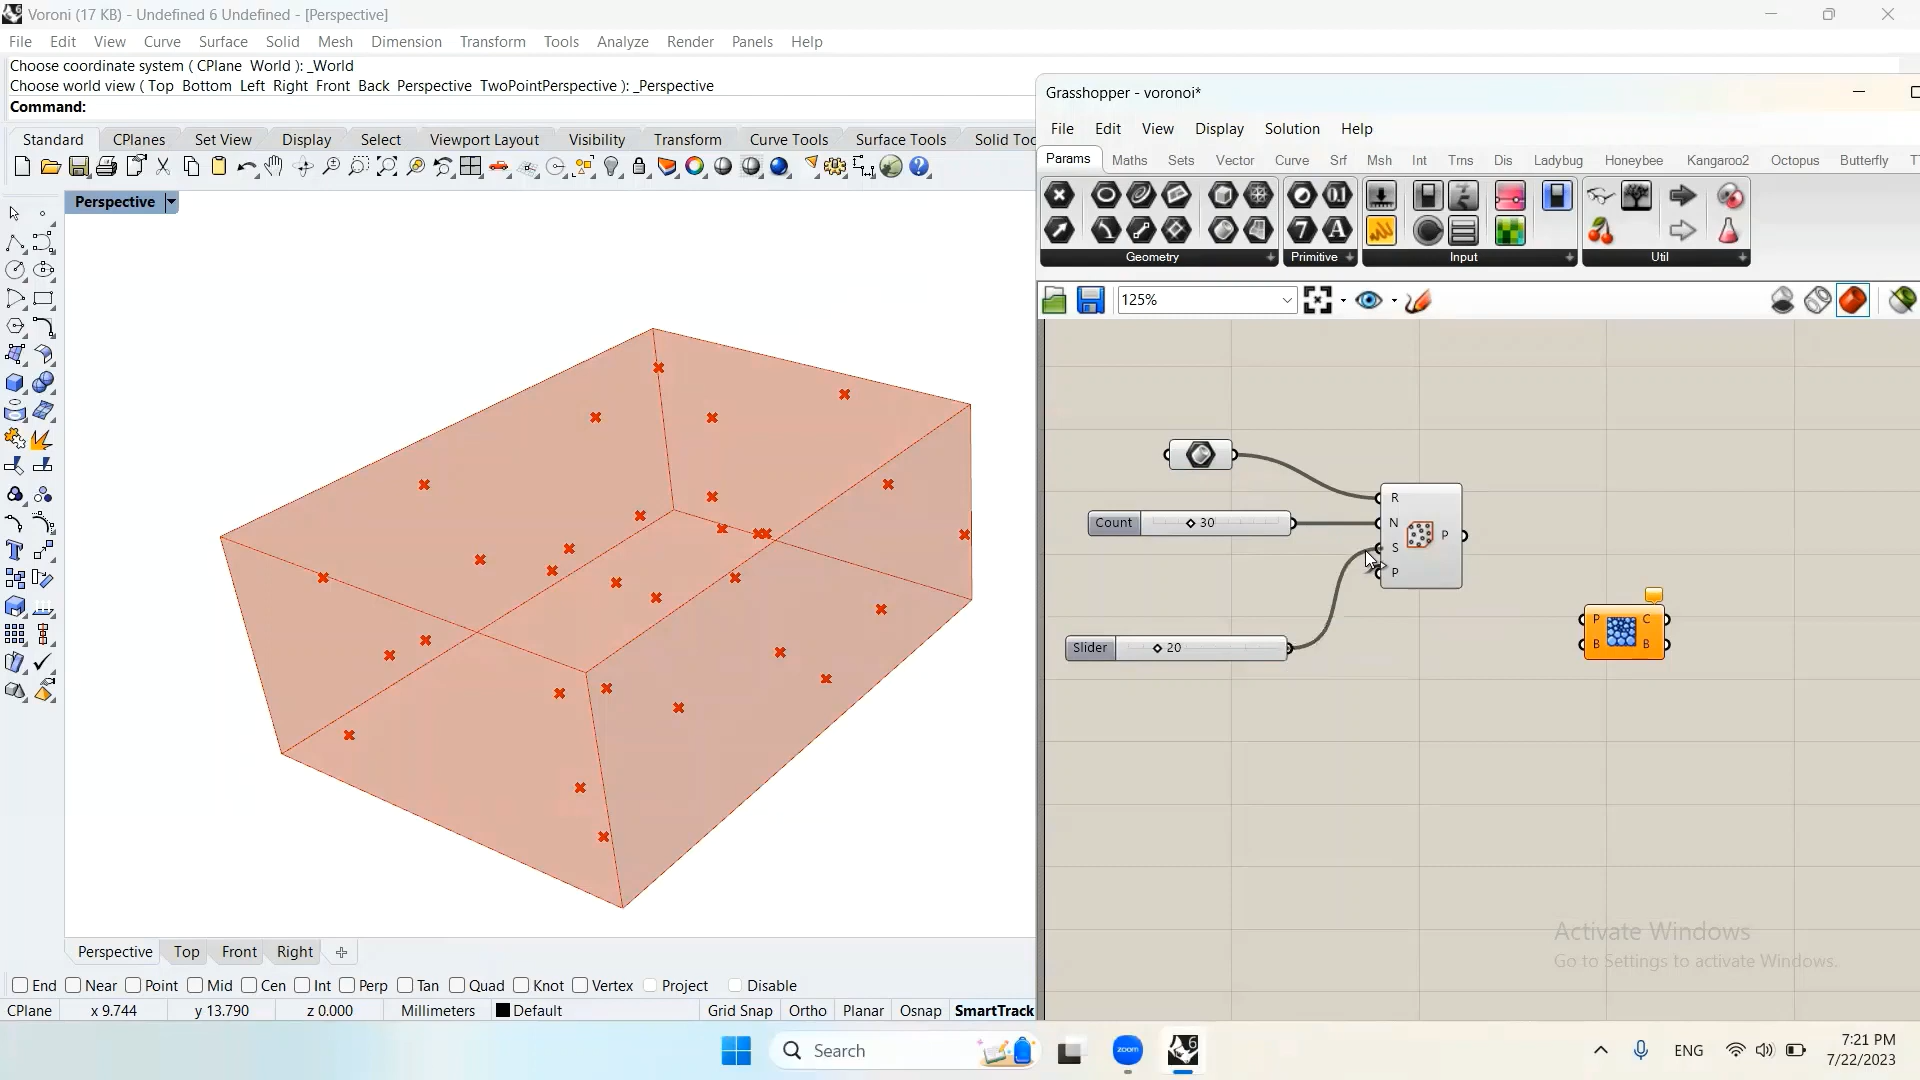 Voroni (17 KB) - Undefined 6 Undefined - [Perspective]
File Edit View Curve Surface Solid Mesh Dimension Transform Tools Analyze Render Panels Help
Choose coordinate system ( CPlane World ): _World
Choose world view ( Top Bottom Left Right Front Back Perspective TwoPointPerspective ): _Perspective
Command:
Standard CPlanes Set View Display Select Viewport Layout Visibility Transform Curve Tools Surface Tools Solid Too
Perspective
Grasshopper - voronoi*
File Edit View Display Solution Help
Params Maths Sets Vector Curve Srf Msh Int Trns Dis Ladybug Honeybee Kangaroo2 Octopus Butterfly
Geometry Primitive Input Util
125%
R
Count 30 N
P
S
P
Slider 20
P C
B B
Activate Windows
Go to Settings to activate Windows.
Perspective Top Front Right
End Near Point Mid Cen Int Perp Tan Quad Knot Vertex Project Disable
CPlane x 9.744 y 13.790 z 0.000 Millimeters Default Grid Snap Ortho Planar Osnap SmartTrack
Search
zoom
6
ENG
7:21 PM
7/22/2023